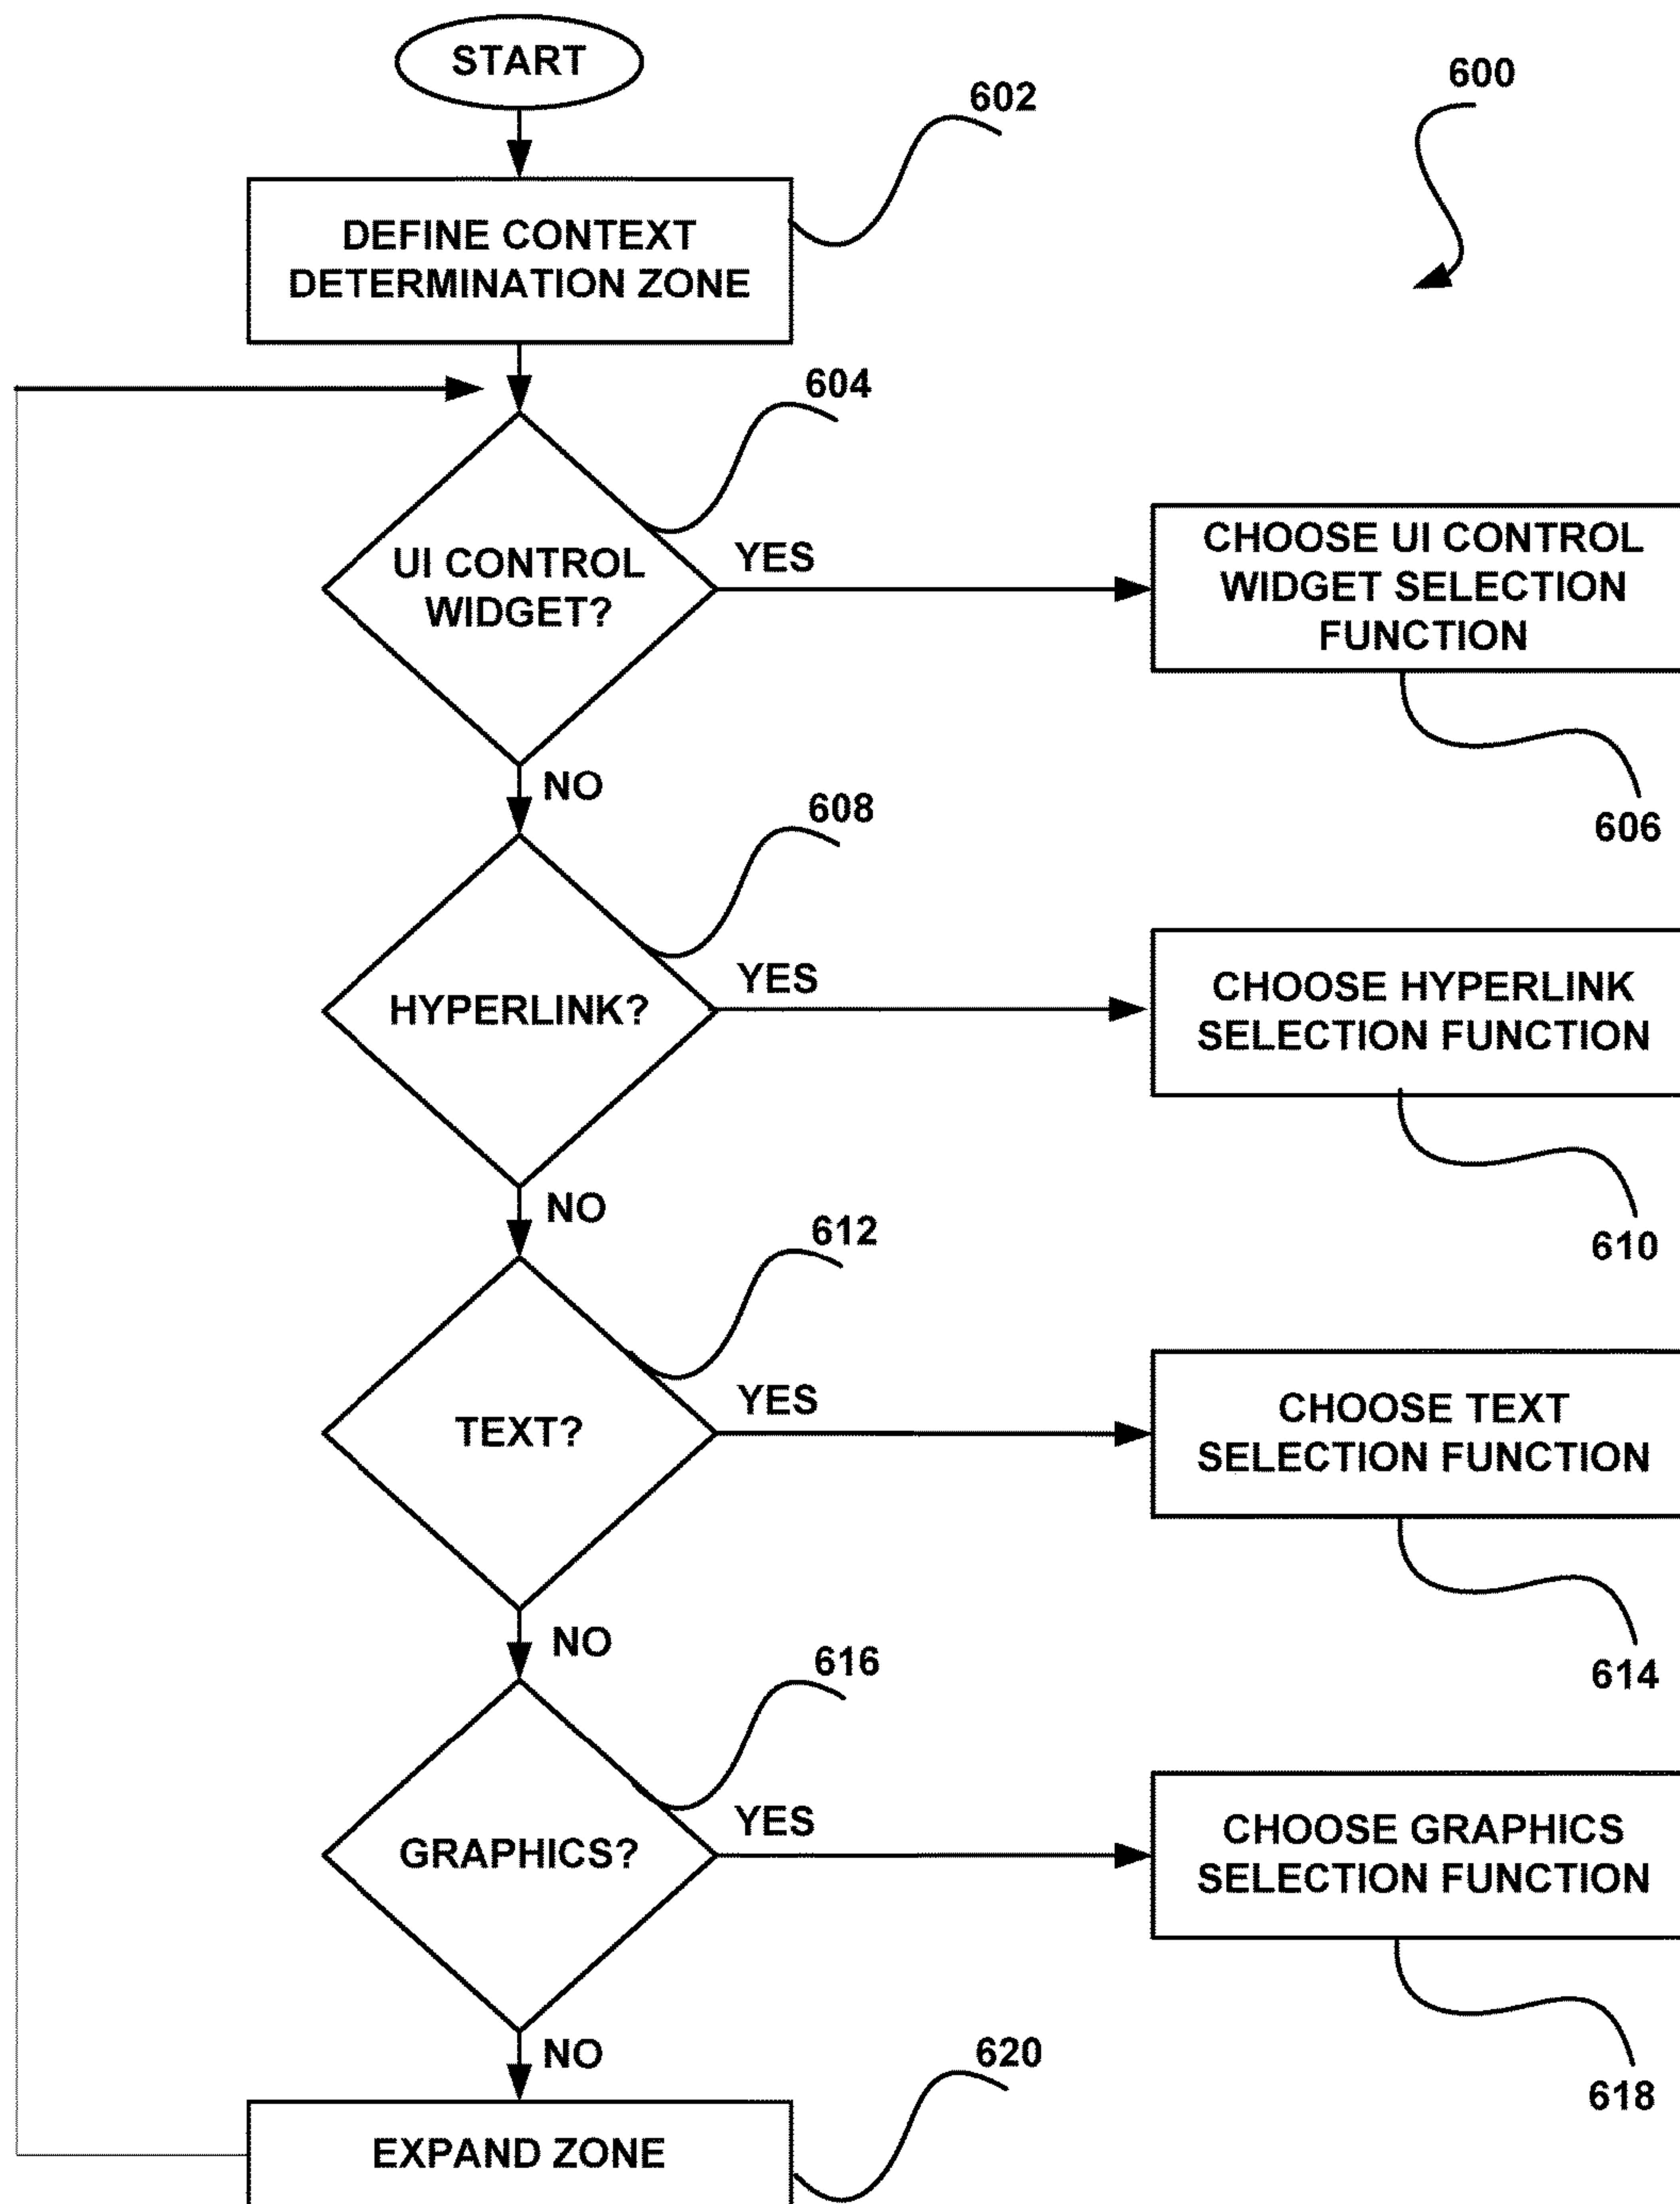 START
600
602
DEFINE CONTEXT
DETERMINATION ZONE
604
UI CONTROL
WIDGET?
YES
CHOOSE UI CONTROL
WIDGET SELECTION
FUNCTION
606
NO
608
HYPERLINK?
YES
CHOOSE HYPERLINK
SELECTION FUNCTION
610
NO
612
TEXT?
YES
CHOOSE TEXT
SELECTION FUNCTION
614
NO
616
GRAPHICS?
YES
CHOOSE GRAPHICS
SELECTION FUNCTION
618
NO
620
EXPAND ZONE